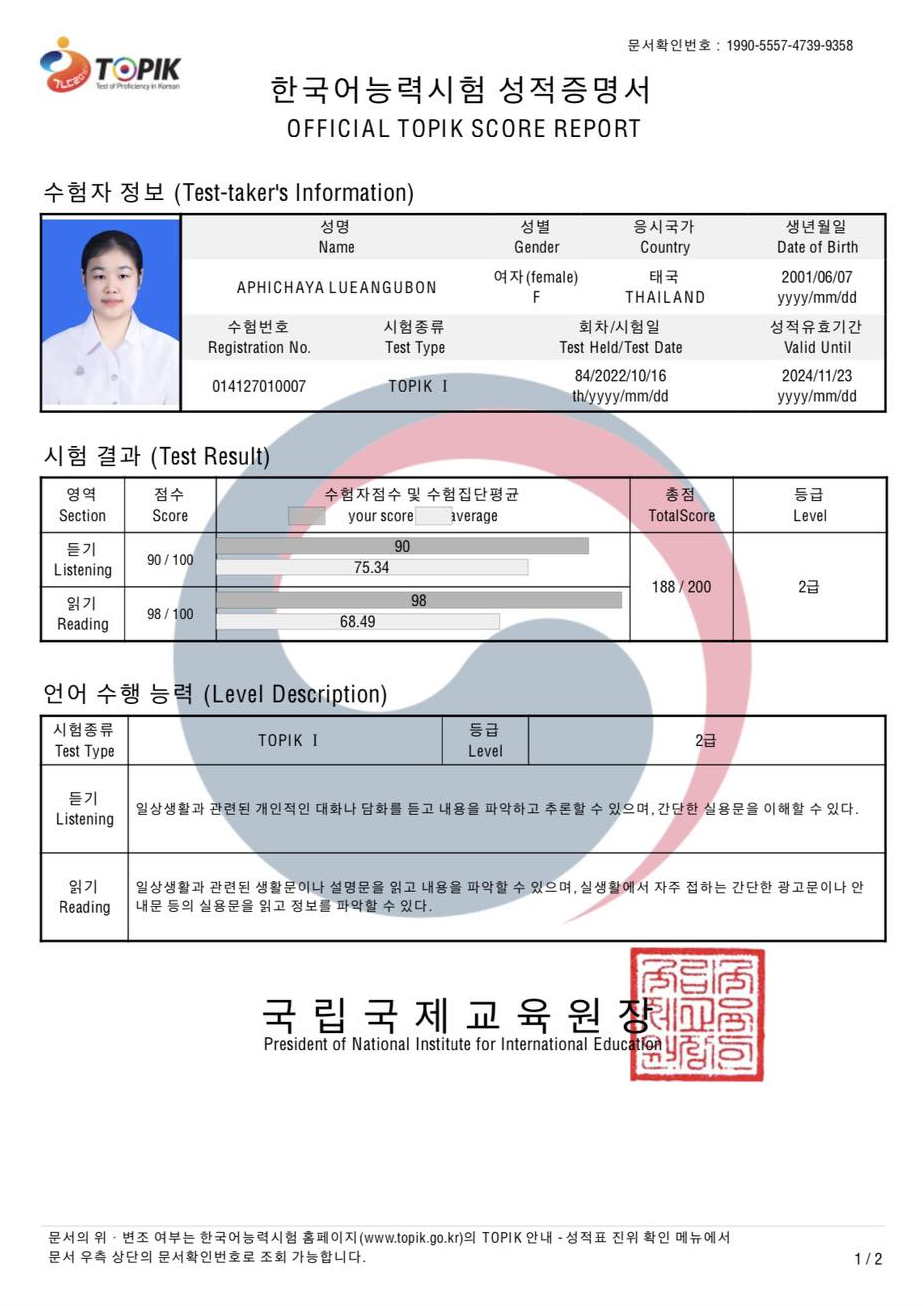 TOPIK
Test of Proficiency in Korean
문서확인번호 : 1990-5557-4739-9358
한국어능력시험 성적증명서
OFFICIAL TOPIK SCORE REPORT
수험자 정보 (Test-taker's Information)
성명 성별 응시국가 생년월일
Name Gender Country Date of Birth
APHICHAYA LUEANGUBON 여자(female) 태국 2001/06/07
F THAILAND yyyy/mm/dd
수험번호 시험종류 회차/시험일 성적유효기간
Registration No. Test Type Test Held/Test Date Valid Until
014127010007 TOPIK Ⅰ 84/2022/10/16 2024/11/23
th/yyyy/mm/dd yyyy/mm/dd
시험 결과 (Test Result)
영역 점수 수험자점수 및 수험집단평균 총점 등급
Section Score your score average TotalScore Level
듣기 90 / 100 90
Listening 75.34
188 / 200 2급
읽기 98 / 100 98
Reading 68.49
언어 수행 능력 (Level Description)
시험종류 TOPIK Ⅰ 등급 2급
Test Type Level
듣기
Listening
일상생활과 관련된 개인적인 대화나 담화를 듣고 내용을 파악하고 추론할 수 있으며, 간단한 실용문을 이해할 수 있다.
읽기
Reading
일상생활과 관련된 생활문이나 설명문을 읽고 내용을 파악할 수 있으며, 실생활에서 자주 접하는 간단한 광고문이나 안
내문 등의 실용문을 읽고 정보를 파악할 수 있다.
국립국제교육원장
President of National Institute for International Education
문서의 위 · 변조 여부는 한국어능력시험 홈페이지(www.topik.go.kr)의 TOPIK 안내 - 성적표 진위 확인 메뉴에서
문서 우측 상단의 문서확인번호로 조회 가능합니다.
1 / 2